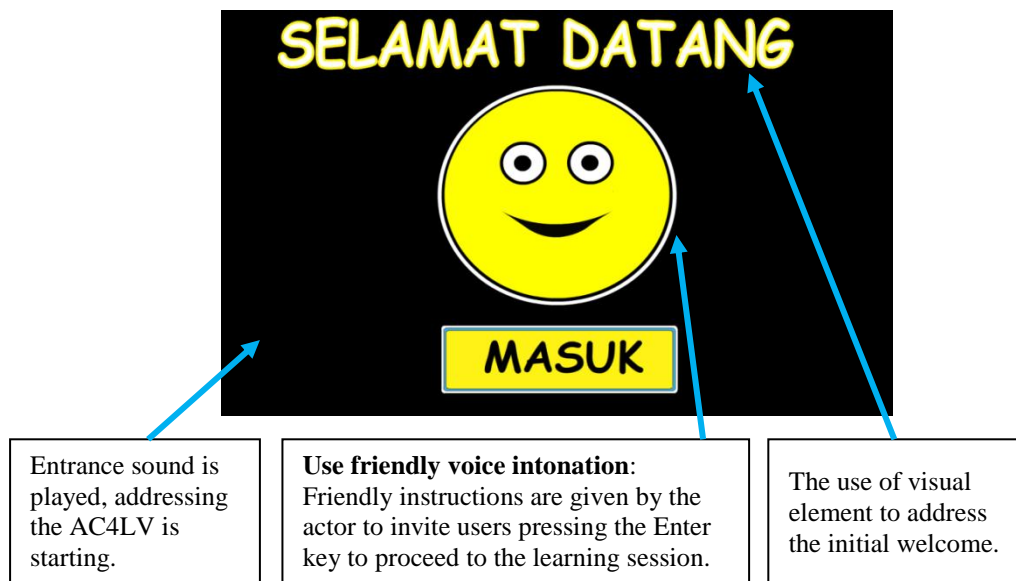 SELAMAT DATANG
MASUK
Entrance sound is
played, addressing
the AC4LV is
starting.
Use friendly voice intonation:
Friendly instructions are given by the
actor to invite users pressing the Enter
key to proceed to the learning session.
The use of visual
element to address
the initial welcome.